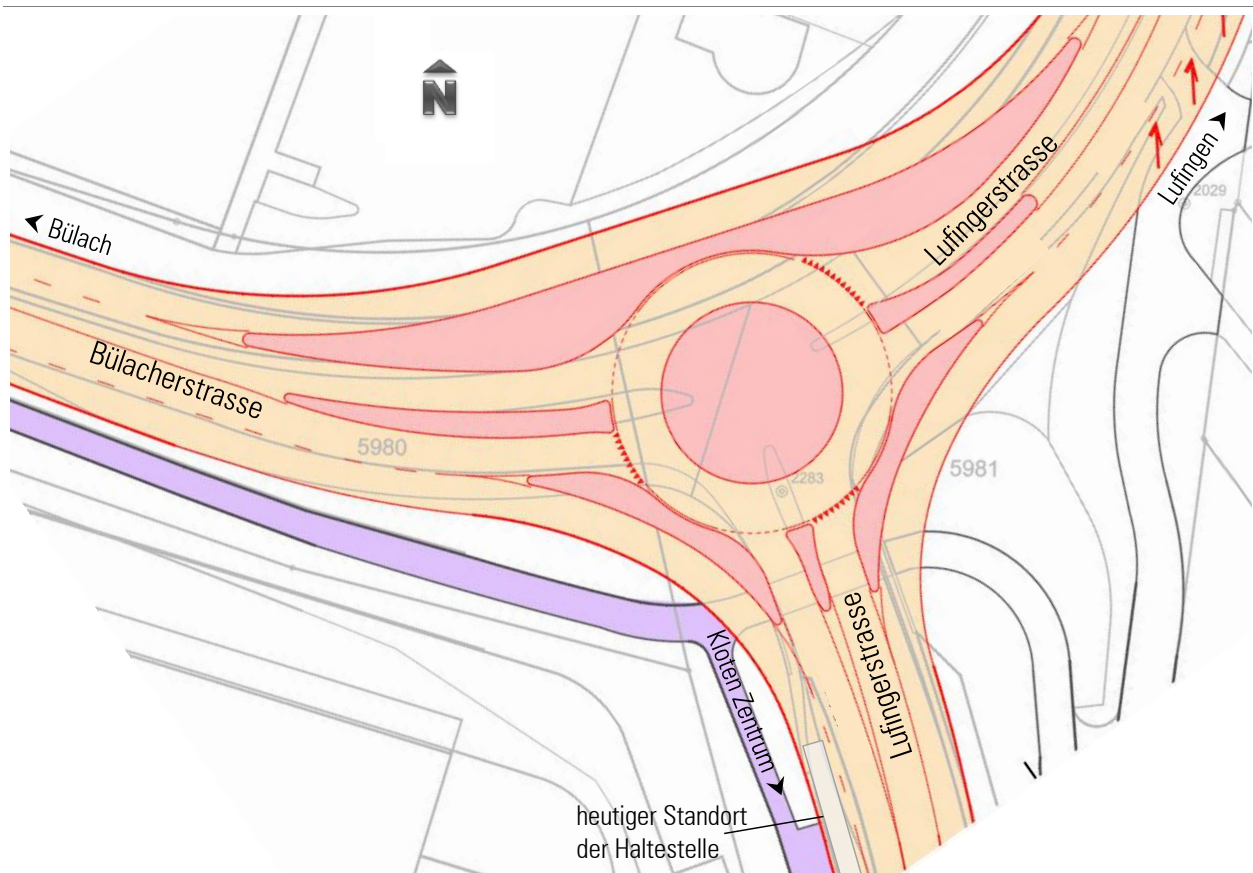 N
Lufingerstrasse
Lufingen
2029
Bülach
Bülacherstrasse
5980
5981
2283
Lufingerstrasse
Kloten Zentrum
heutiger Standort
der Haltestelle